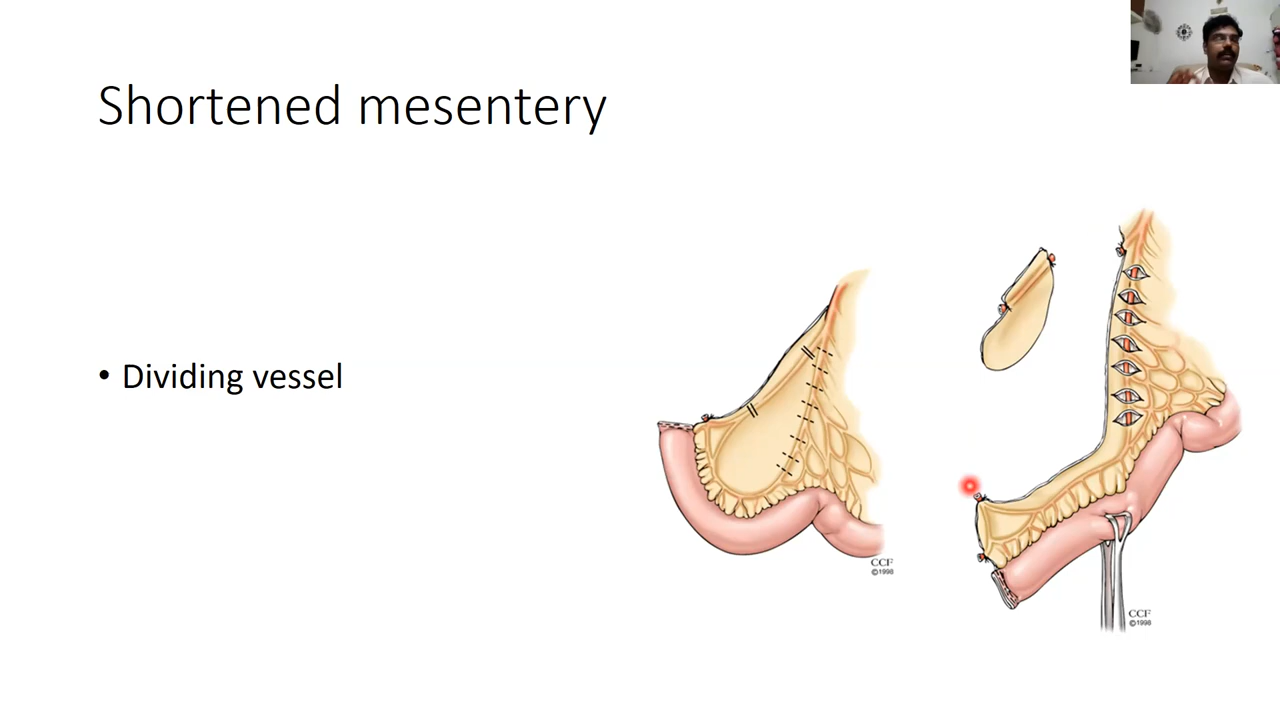 Shortened mesentery
• Dividing vessel
CCF
©1998
CCF
©1998